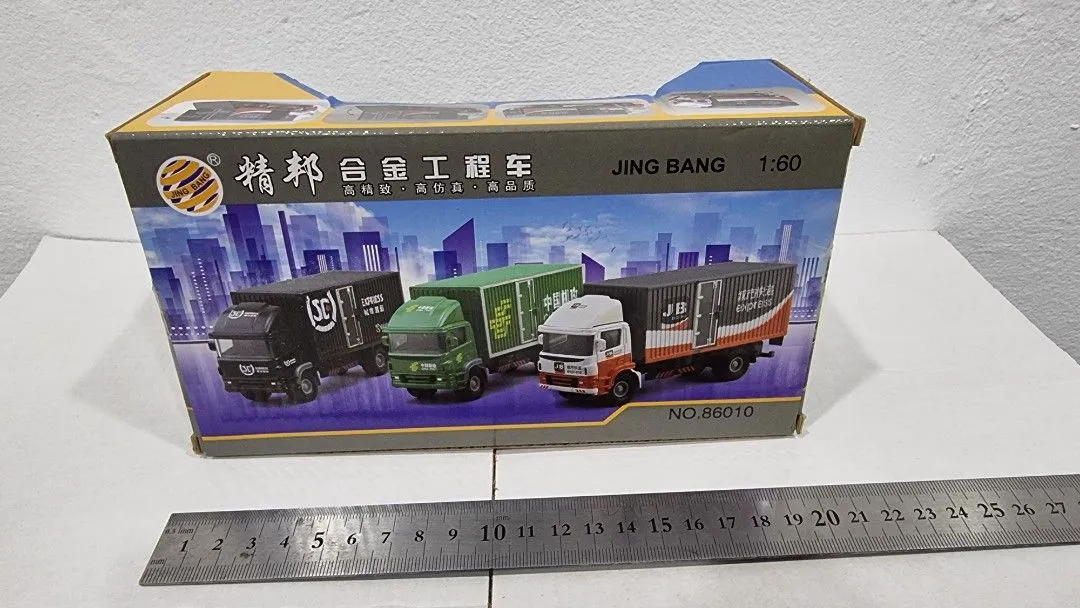 JING BANG
®
精邦 合金工程车
高精致·高仿真·高品质
JING BANG 1:60
EXPRESS
中国邮政
JB
EXPRESS
JB
NO.86010
1 2 3 4 5 6 7 8 9 10 11 12 13 14 15 16 17 18 19 20 21 22 23 24 25 26 27